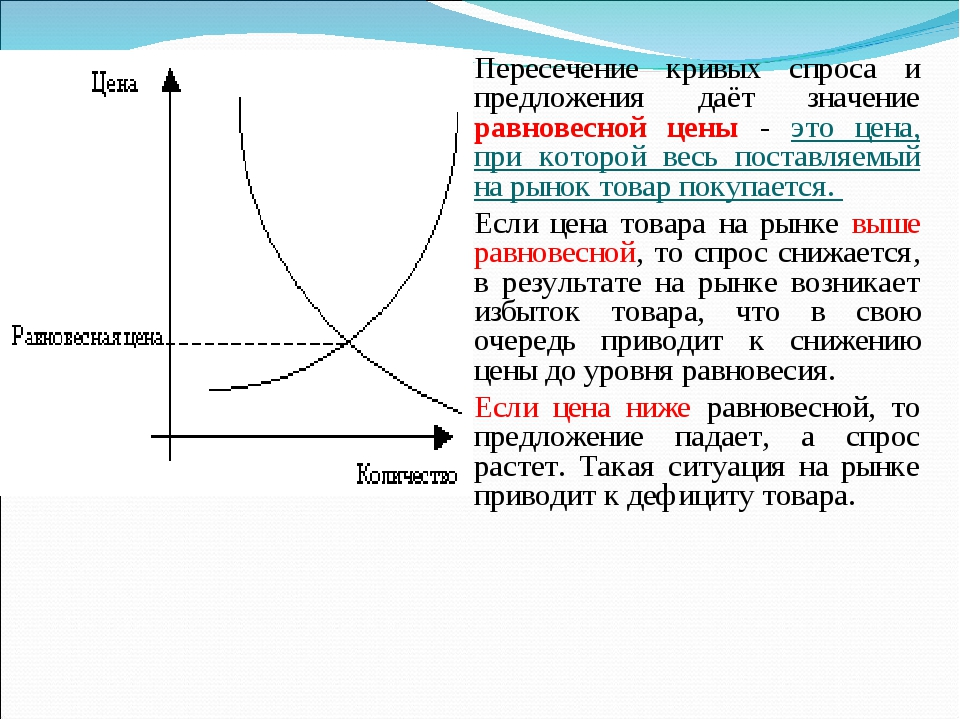 Цена
Равновесная цена
Количество
Пересечение кривых спроса и
предложения даёт значение
равновесной цены - это цена,
при которой весь поставляемый
на рынок товар покупается.
Если цена товара на рынке выше
равновесной, то спрос снижается,
в результате на рынке возникает
избыток товара, что в свою
очередь приводит к снижению
цены до уровня равновесия.
Если цена ниже равновесной, то
предложение падает, а спрос
растет. Такая ситуация на рынке
приводит к дефициту товара.